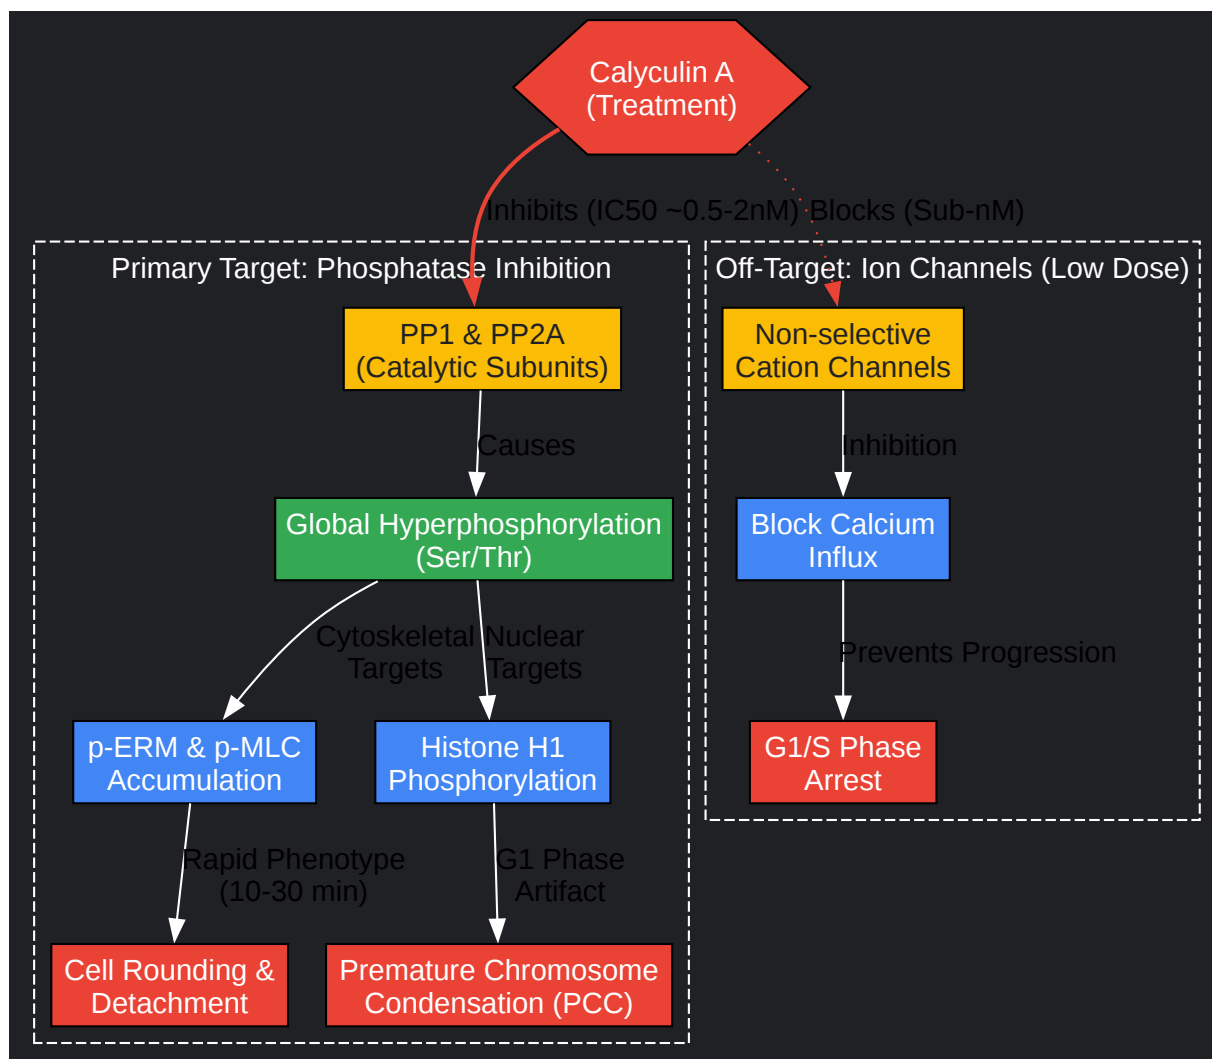 Calyculin A
(Treatment)
Inhibits (IC50 ~0.5-2nM)
Blocks (Sub-nM)
Primary Target: Phosphatase Inhibition
Off-Target: Ion Channels (Low Dose)
PP1 & PP2A
(Catalytic Subunits)
Non-selective
Cation Channels
Causes
Inhibition
Global Hyperphosphorylation
(Ser/Thr)
Block Calcium
Influx
Cytoskeletal
Targets
Nuclear
Targets
Prevents Progression
p-ERM & p-MLC
Accumulation
Histone H1
Phosphorylation
G1/S Phase
Arrest
Rapid Phenotype
(10-30 min)
G1 Phase
Artifact
Cell Rounding &
Detachment
Premature Chromosome
Condensation (PCC)